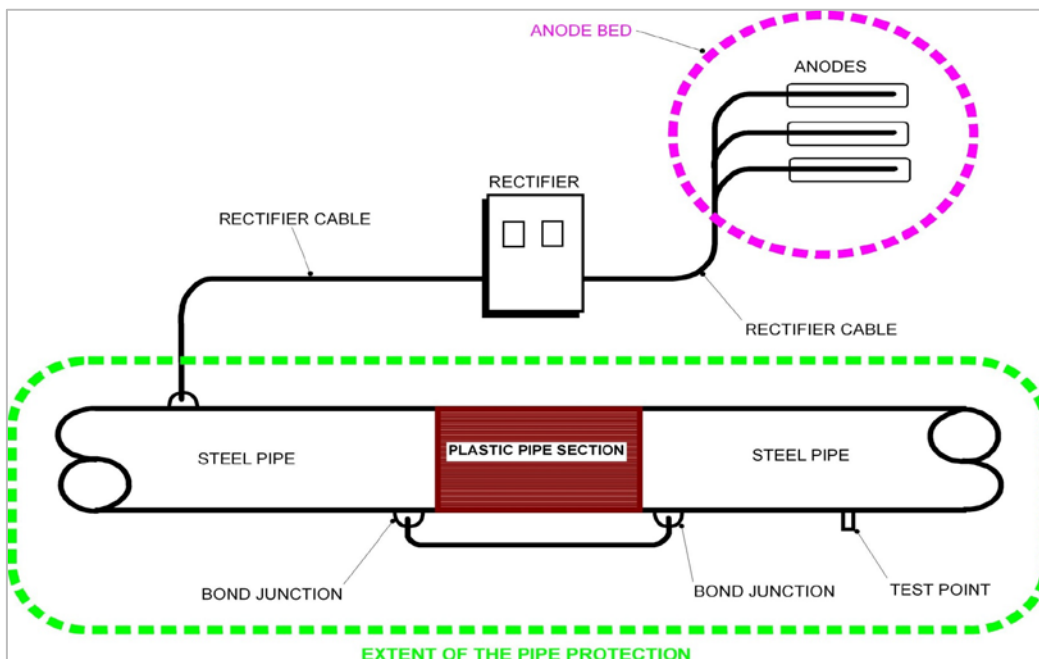 ANODE BED
ANODES
RECTIFIER
RECTIFIER CABLE
RECTIFIER CABLE
STEEL PIPE
PLASTIC PIPE SECTION
STEEL PIPE
BOND JUNCTION
BOND JUNCTION
TEST POINT
EXTENT OF THE PIPE PROTECTION